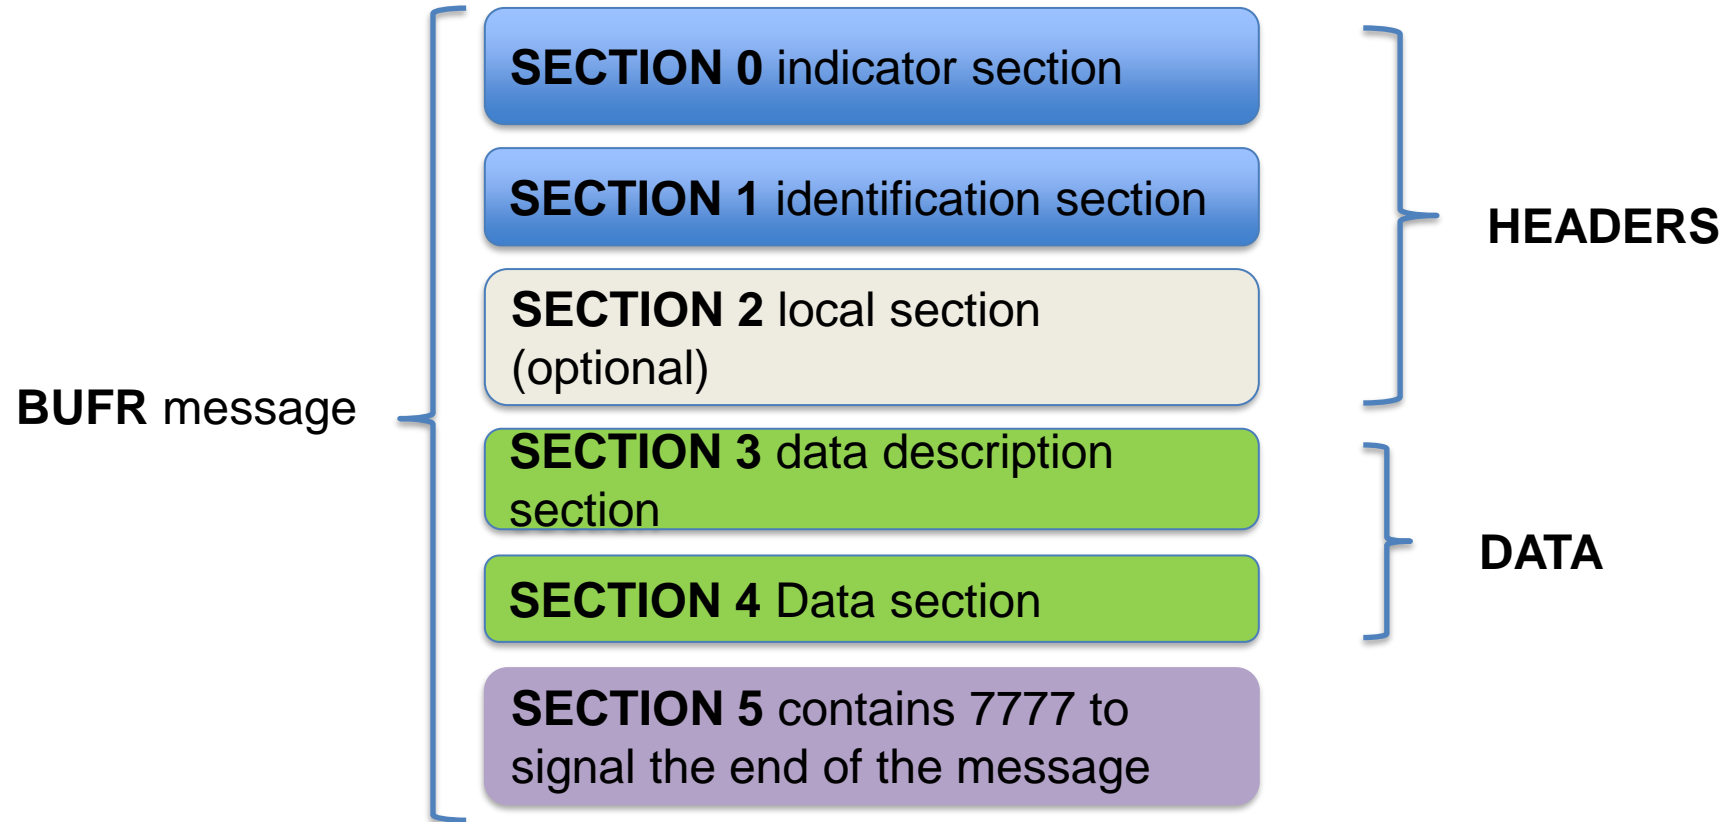 BUFR message
SECTION 0 indicator section
SECTION 1 identification section
SECTION 2 local section
(optional)
SECTION 3 data description
section
SECTION 4 Data section
SECTION 5 contains 7777 to
signal the end of the message
HEADERS
DATA